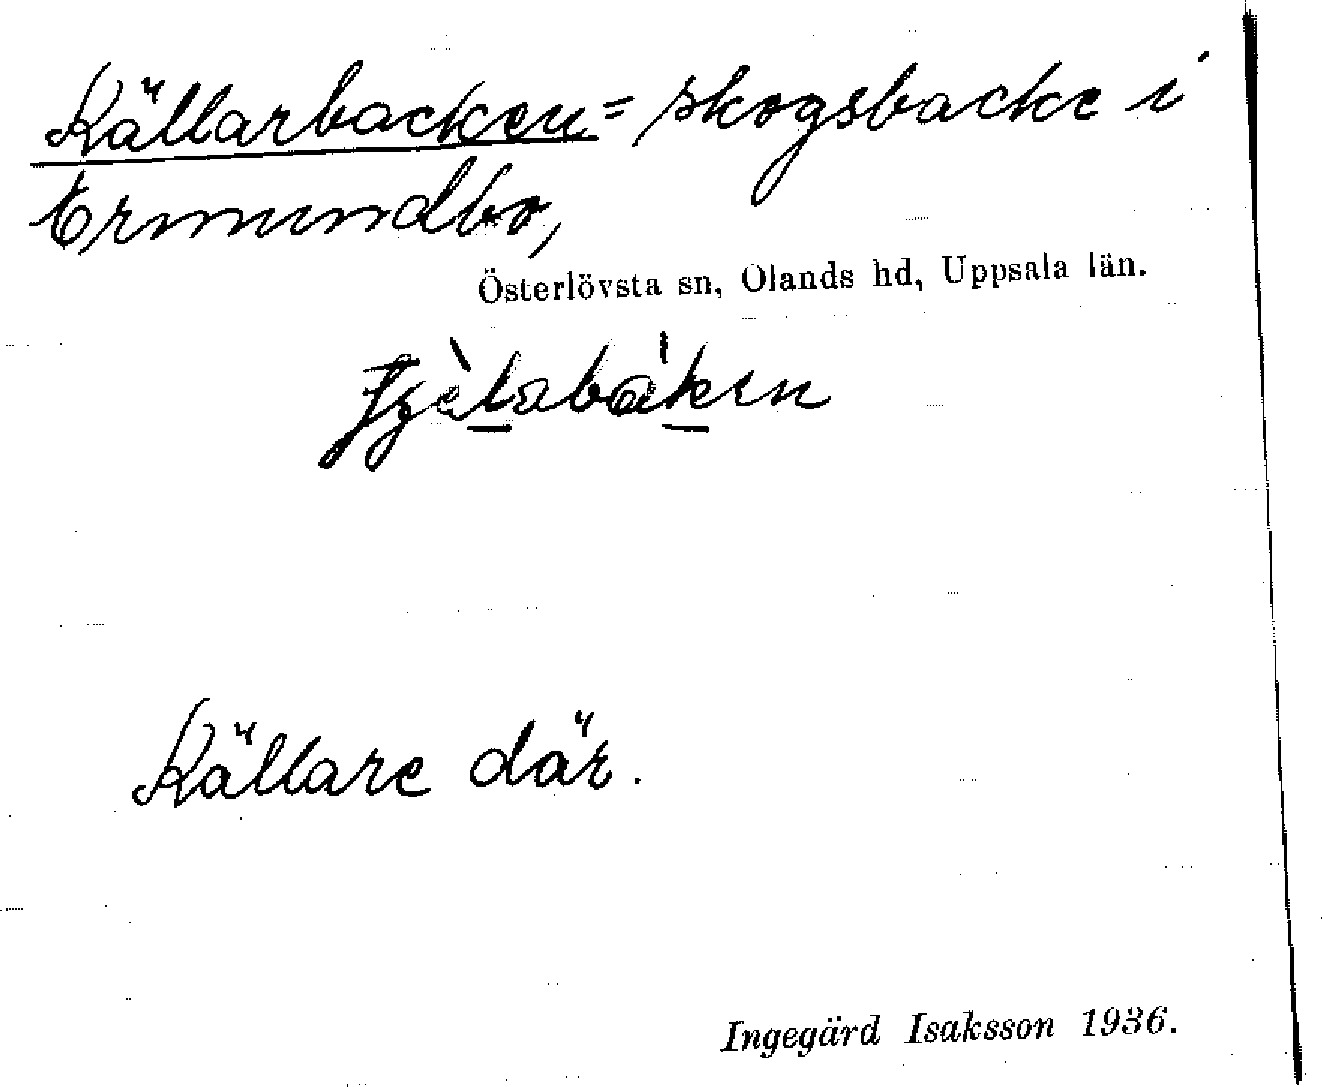 Källarbacken = skogsbacke i
Ermundbo,
Österlövsta sn, Olands hd, Uppsala län.
Källare där.
Ingegärd Isaksson 1936.